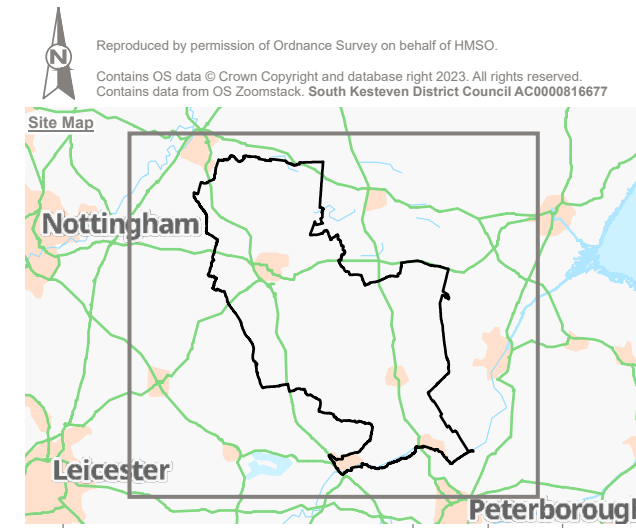 N
Reproduced by permission of Ordnance Survey on behalf of HMSO.
Contains OS data © Crown Copyright and database right 2023. All rights reserved.
Contains data from OS Zoomstack. South Kesteven District Council AC0000816677
Site Map
Nottingham
Leicester
Peterborough